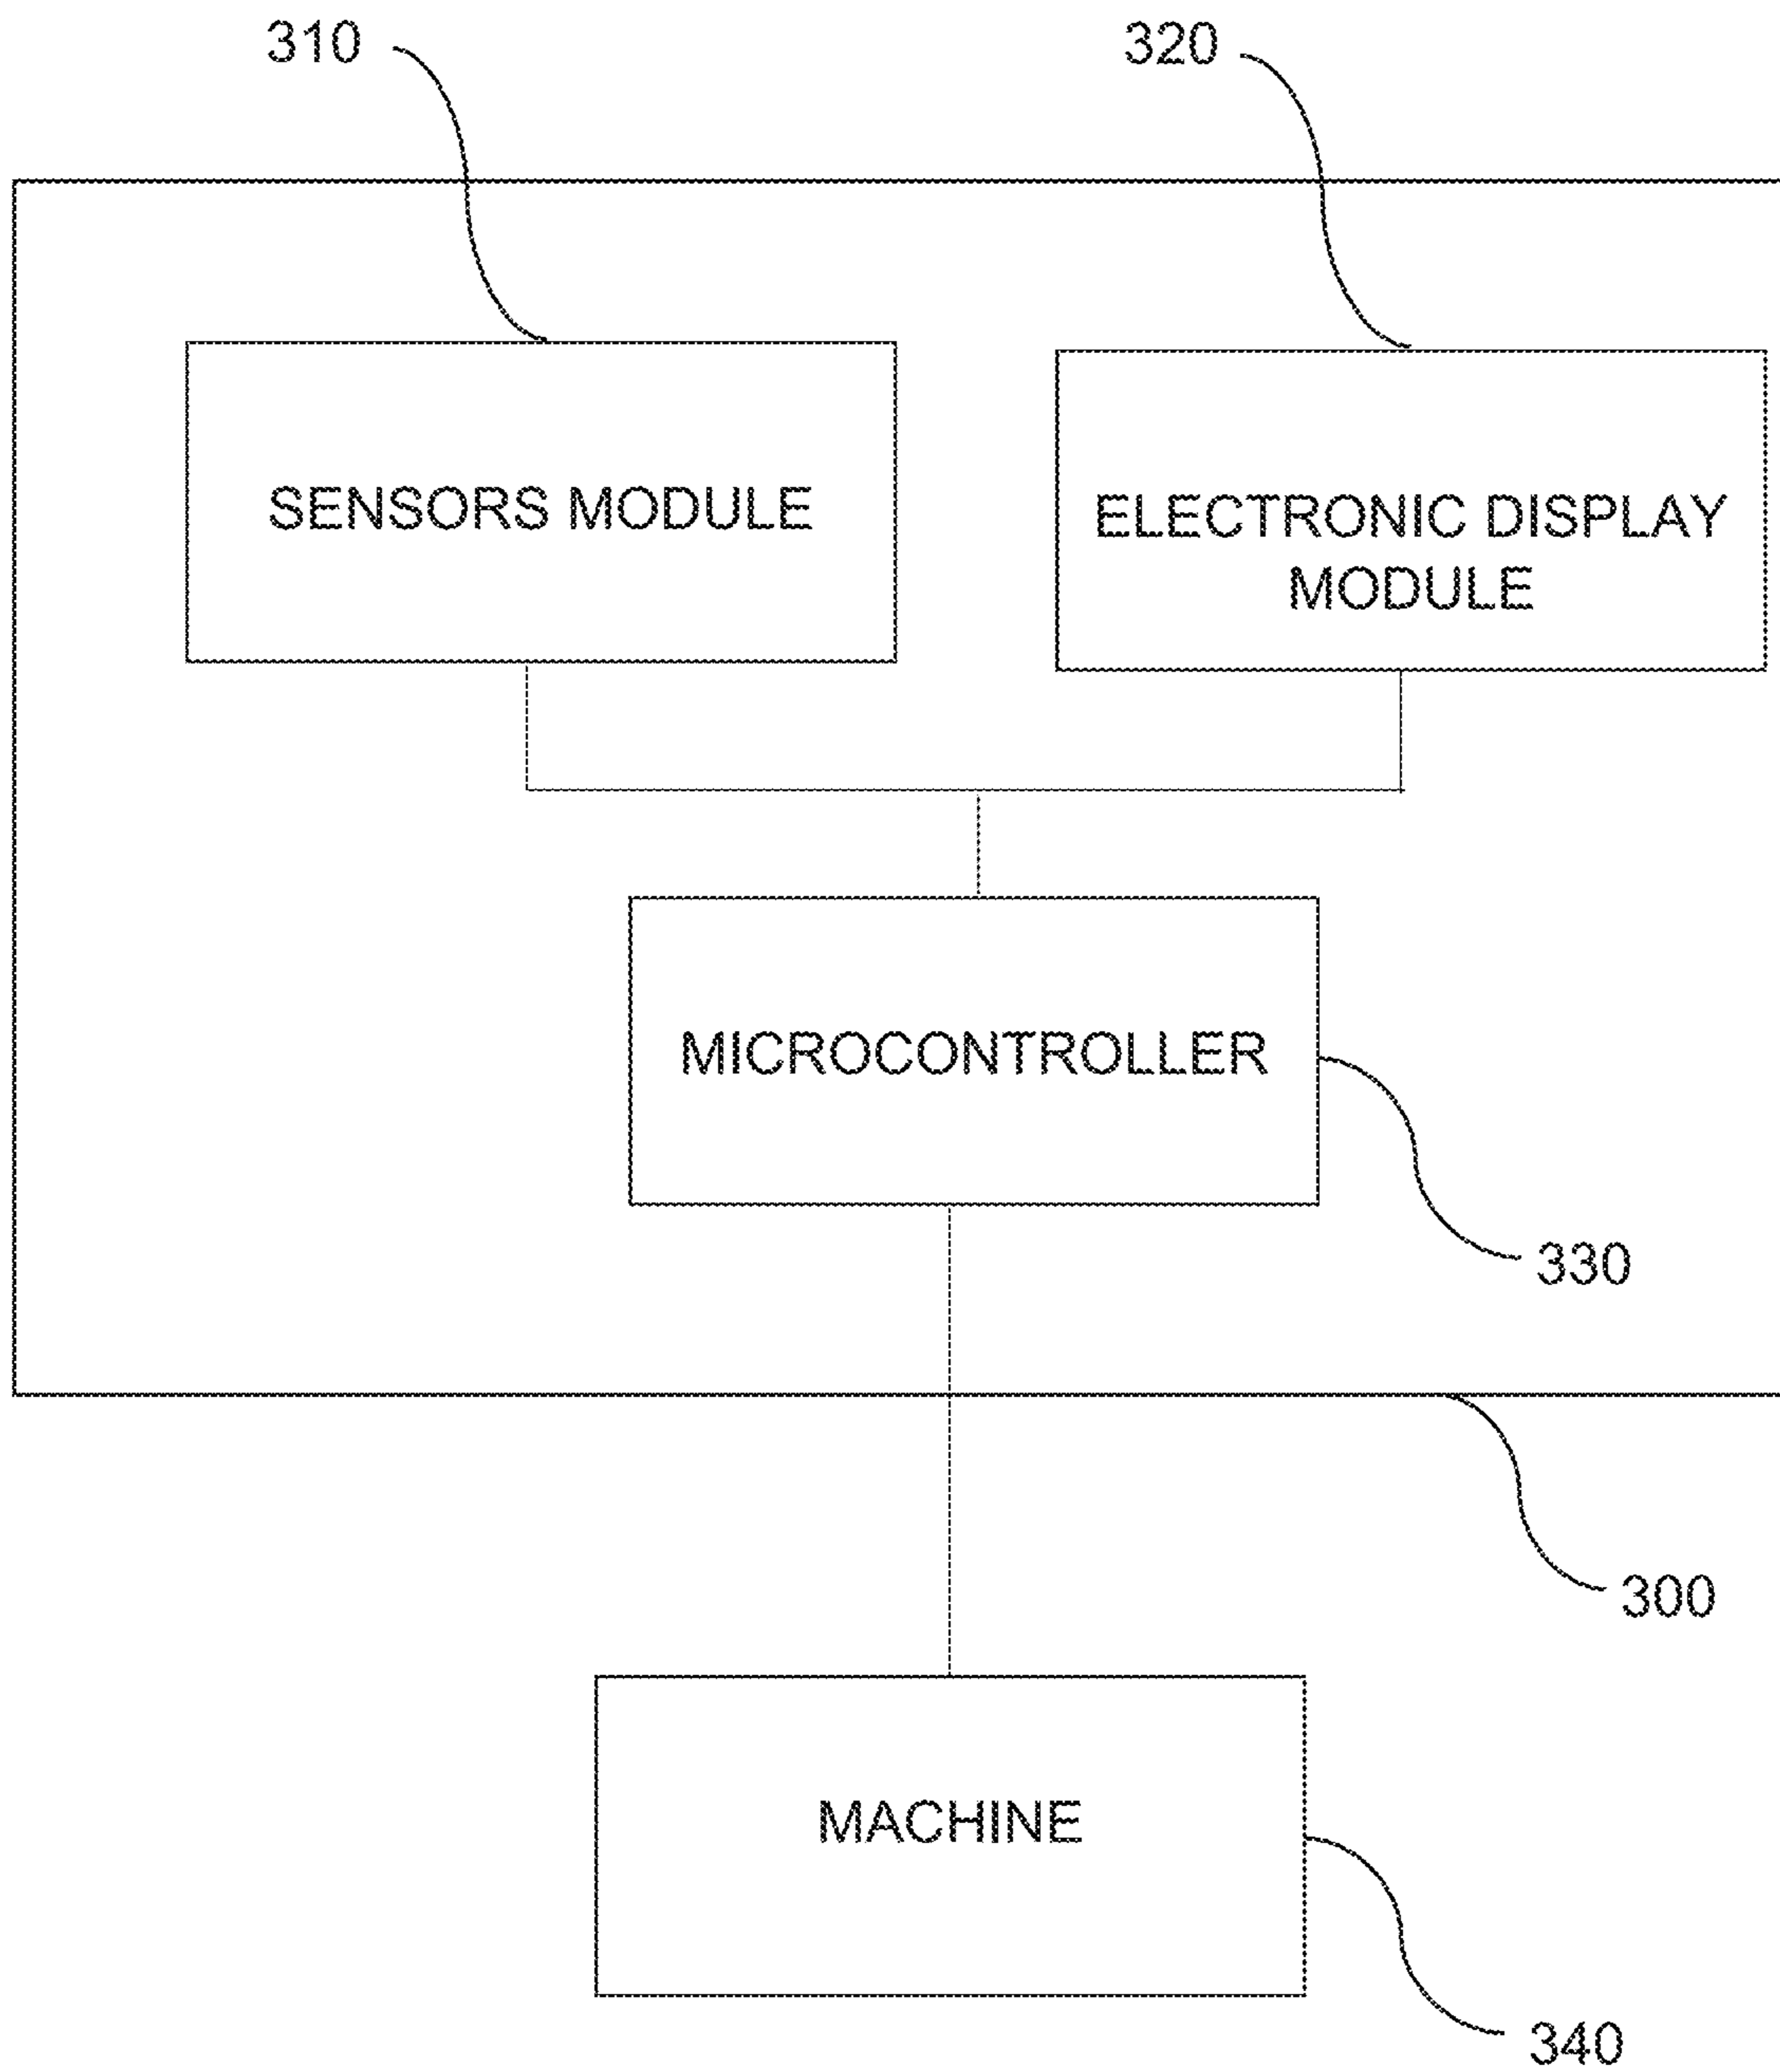 310
320
SENSORS MODULE
ELECTRONIC DISPLAY
MODULE
MICROCONTROLLER
330
300
MACHINE
340